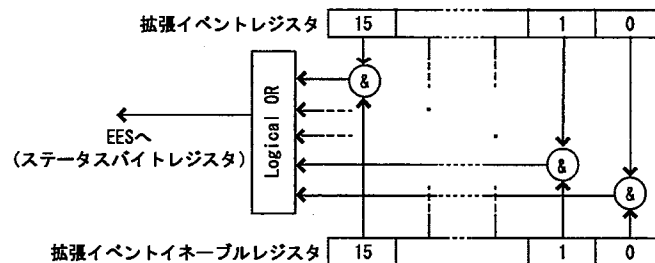 拡張イベントレジスタ 15 1 0
&
Logical OR
EESへ
(ステータスバイトレジスタ)
&
&
拡張イベントイネーブルレジスタ 15 1 0